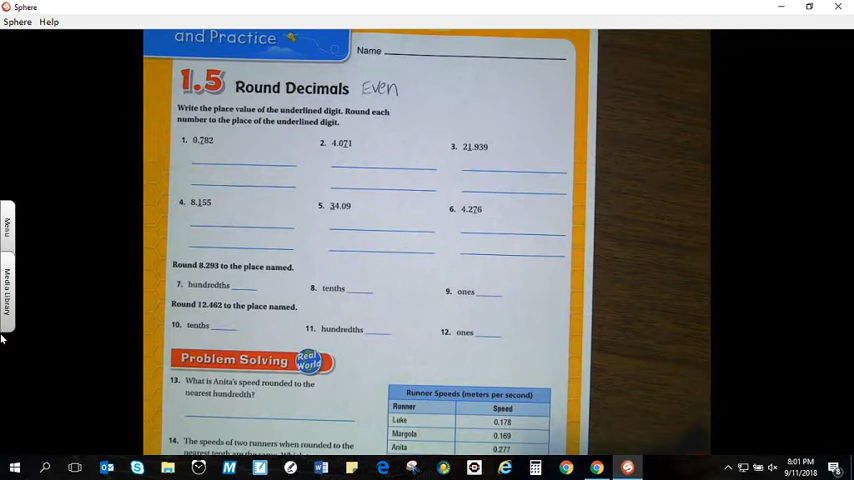 Sphere
Sphere Help
and Practice
Name
1.5 Round Decimals Even
Write the place value of the underlined digit. Round each
number to the place of the underlined digit.
1. 0.782
2. 4.071
3. 21.939
4. 8.155
5. 34.09
6. 4.276
Round 8.293 to the place named.
7. hundredths
8. tenths
9. ones
Round 12.462 to the place named.
10. tenths
11. hundredths
12. ones
Problem Solving Real World
13. What is Anita's speed rounded to the
nearest hundredth?
14. The speeds of two runners when rounded to the
nearest tenth are the same. Which
Runner Speeds (meters per second)
Runner Speed
Luke 0.178
Margola 0.169
Anita 0.277
Menu
Media Library
8:01 PM
9/11/2018